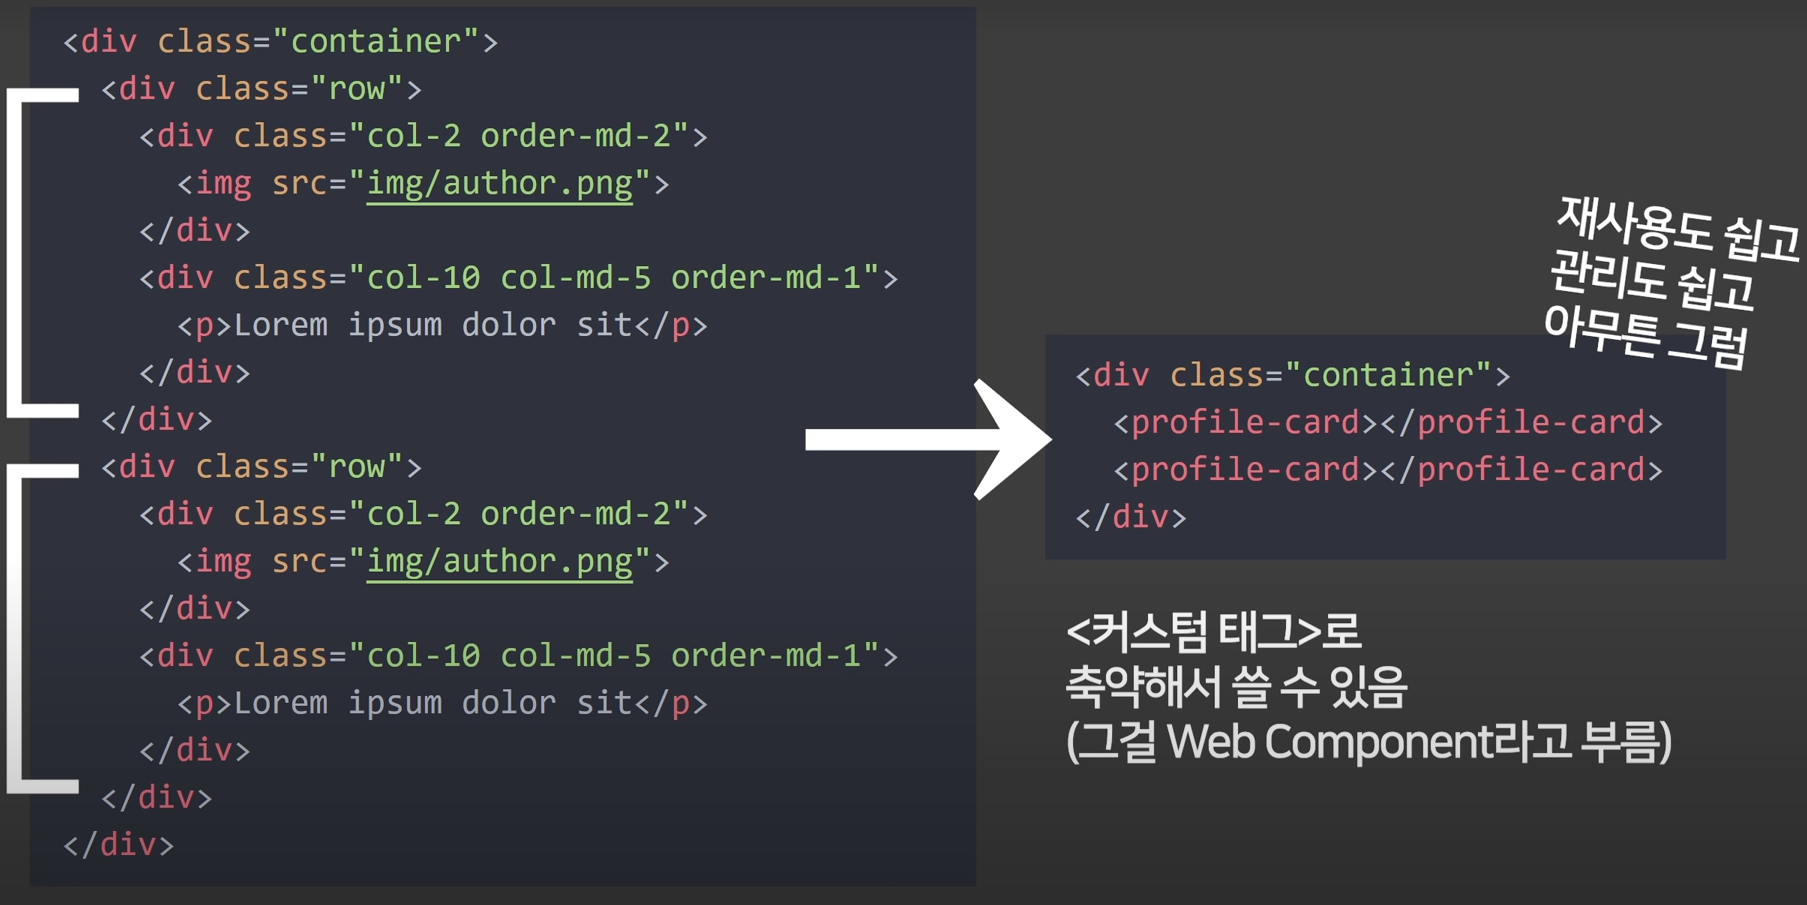 <div class="container">
<div class="row">
<div class="col-2 order-md-2">
<img src="img/author.png">
</div>
<div class="col-10 col-md-5 order-md-1">
<p>Lorem ipsum dolor sit</p>
</div>
</div>
<div class="row">
<div class="col-2 order-md-2">
<img src="img/author.png">
</div>
<div class="col-10 col-md-5 order-md-1">
<p>Lorem ipsum dolor sit</p>
</div>
</div>
</div>
재사용도 쉽고
관리도 쉽고
아무튼 그럼
<div class="container">
<profile-card></profile-card>
<profile-card></profile-card>
</div>
<커스텀 태그>로
축약해서 쓸 수 있음
(그걸 Web Component라고 부름)